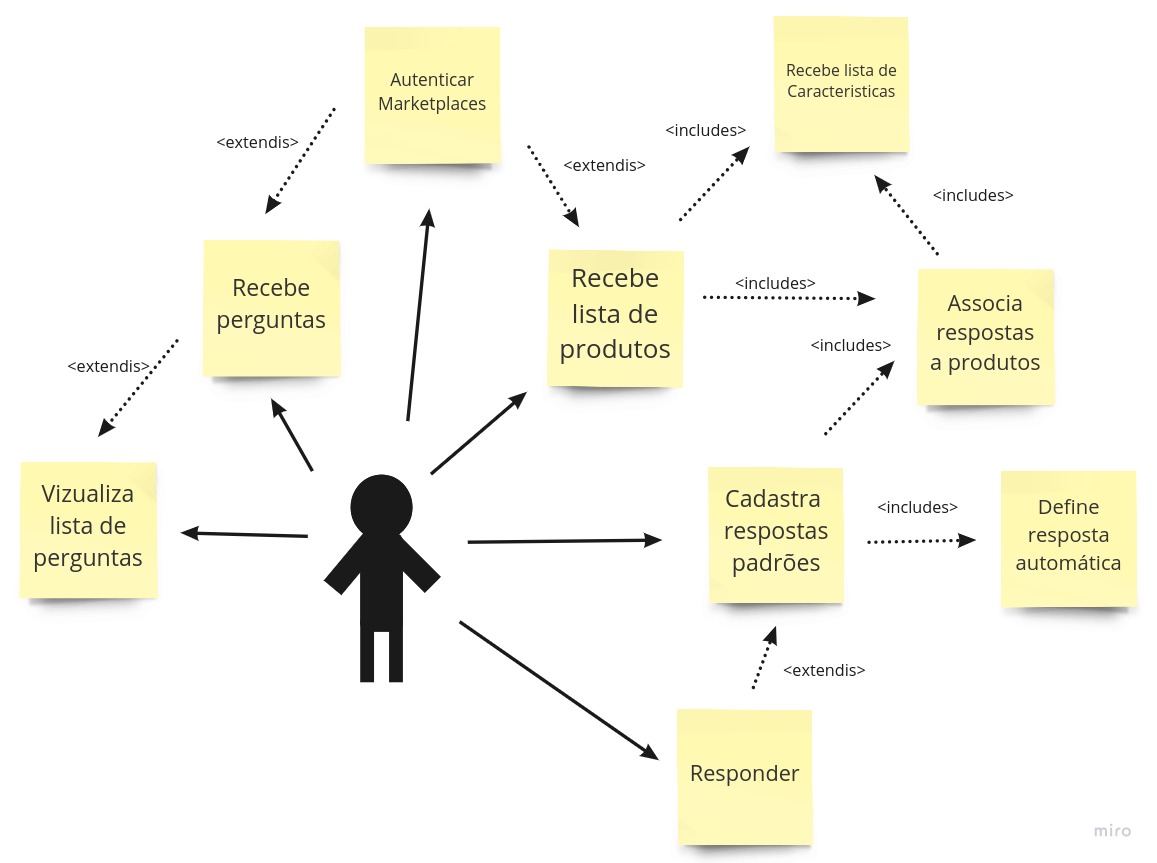 Autenticar
Marketplaces
Recebe lista de
Caracteristicas
<extendis>
<extendis>
<includes>
<includes>
Recebe
perguntas
Recebe
lista de
produtos
<includes>
Associa
respostas
a produtos
<includes>
<extendis>
Vizualiza
lista de
perguntas
Cadastra
respostas
padrões
<includes>
Define
resposta
automática
<extendis>
Responder
miro